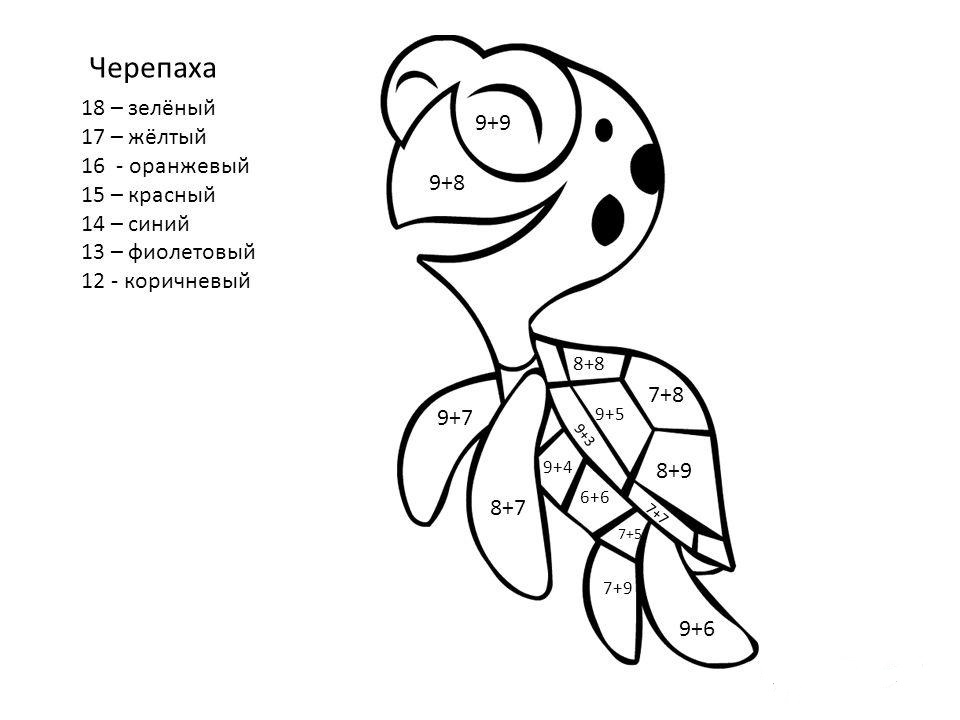 Черепаха
18 – зелёный
17 – жёлтый
16 - оранжевый
15 – красный
14 – синий
13 – фиолетовый
12 - коричневый
9+9
9+8
8+8
7+8
9+5
9+7
9+3
9+4
8+9
6+6
8+7
7+7
7+5
7+9
9+6